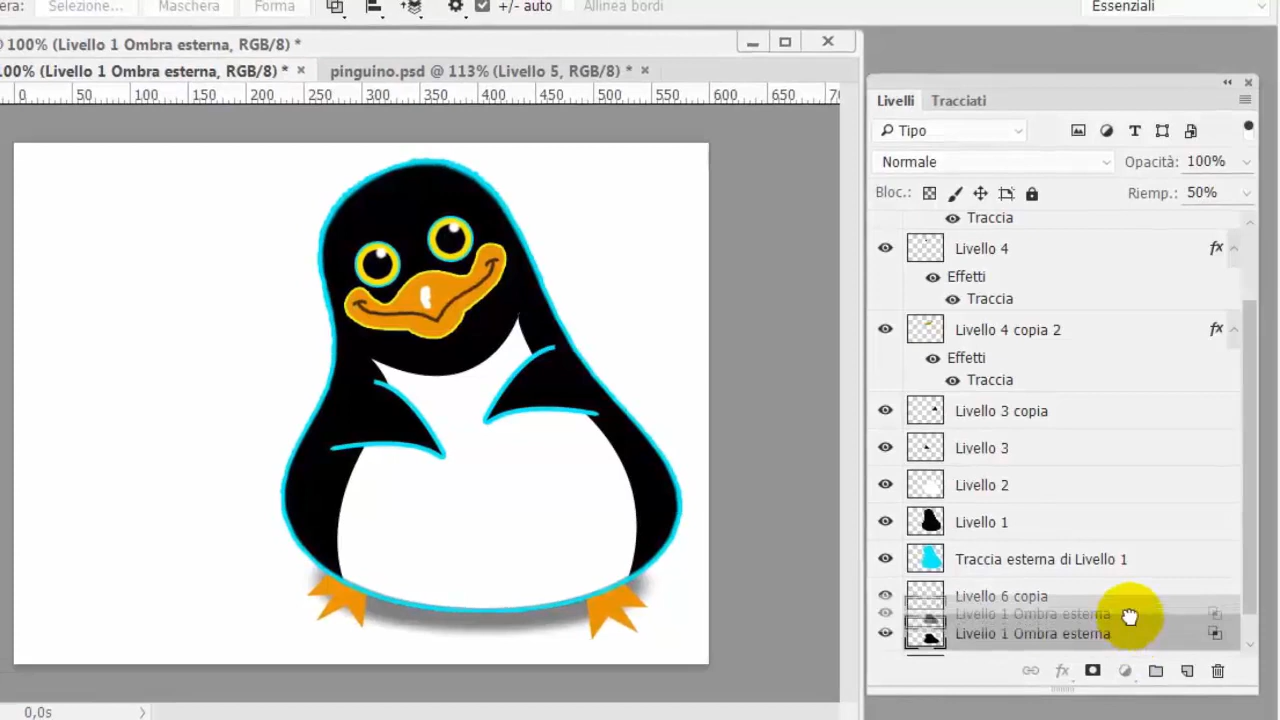 era:
Selezione...
Maschera
Forma
+/- auto
Allinea bordi
Essenziali
100% (Livello 1 Ombra esterna, RGB/8) *
100% (Livello 1 Ombra esterna, RGB/8) * ×
pinguino.psd @ 113% (Livello 5, RGB/8) * ×
0 50 100 150 200 250 300 350 400 450 500 550 600 650 70
Livelli Tracciati
Tipo
Normale
Opacità: 100%
Bloc.:
Riemp.: 50%
Traccia
Livello 4 fx
Effetti
Traccia
Livello 4 copia 2 fx
Effetti
Traccia
Livello 3 copia
Livello 3
Livello 2
Livello 1
Traccia esterna di Livello 1
Livello 6 copia
Livello 1 Ombra esterna
Livello 1 Ombra esterna
fx
0,0s